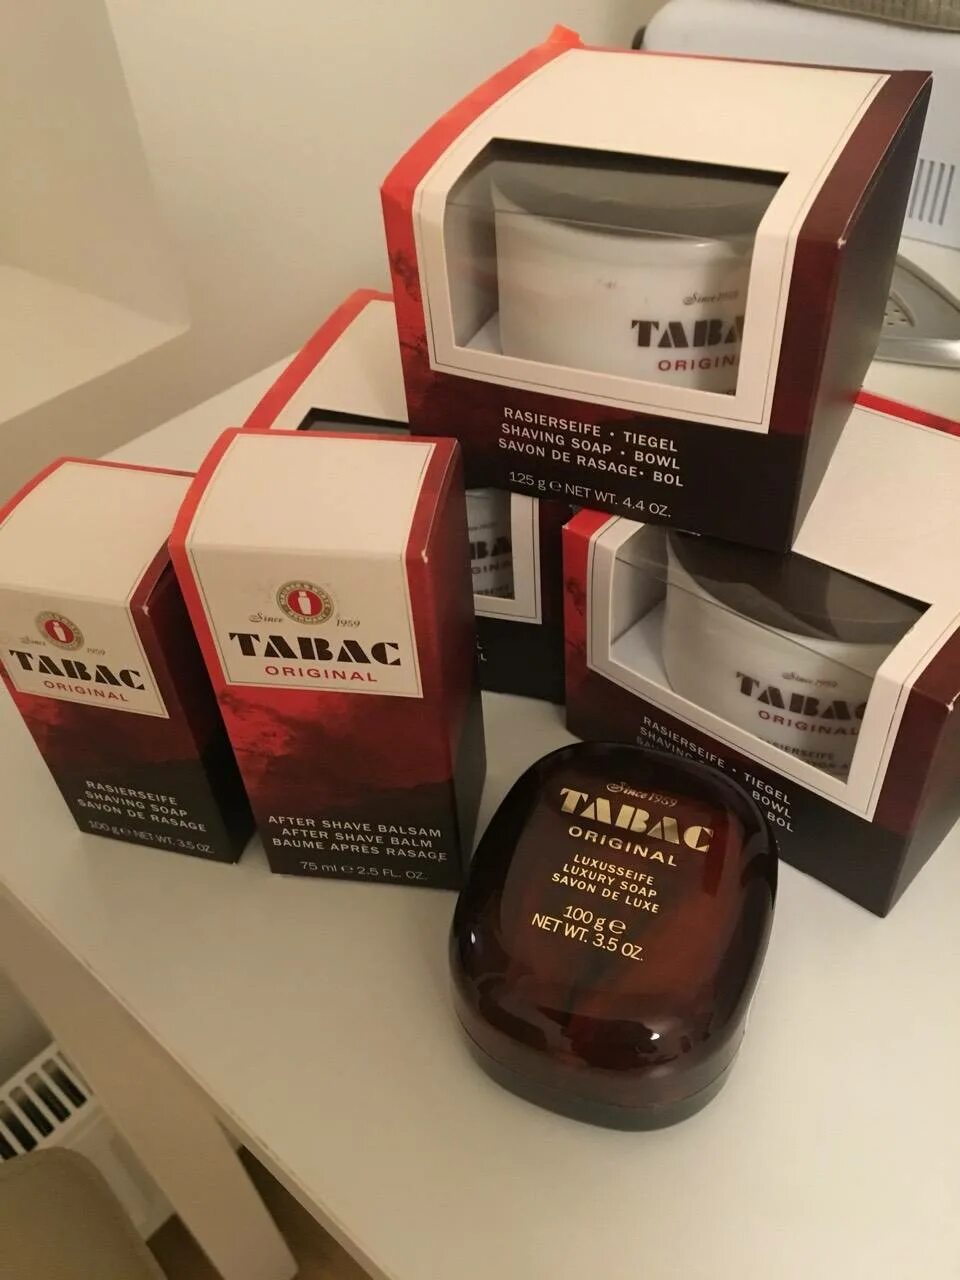 Since 1959
TABA
ORIGIN
RASIERSEIFE • TIEGEL
SHAVING SOAP • BOWL
SAVON DE RASAGE • BOL
125 g ℮ NET WT. 4.4 OZ.
Since 1959
TABAC
ORIGINAL
RASIERSEIFE
SHAVING SOAP
SAVON DE RASAGE
100 g ℮ NET WT. 3.5 OZ.
Since 1959
TABAC
ORIGINAL
AFTER SHAVE BALSAM
AFTER SHAVE BALM
BAUME APRÈS RASAGE
75 ml ℮ 2.5 FL. OZ.
Since 1959
TABAC
ORIGINAL
RASIERSEIFE • TIEGEL
SHAVING
BOWL
BOL
Since 1959
TABAC
ORIGINAL
LUXUSSEIFE
LUXURY SOAP
SAVON DE LUXE
100 g ℮
NET WT. 3.5 OZ.